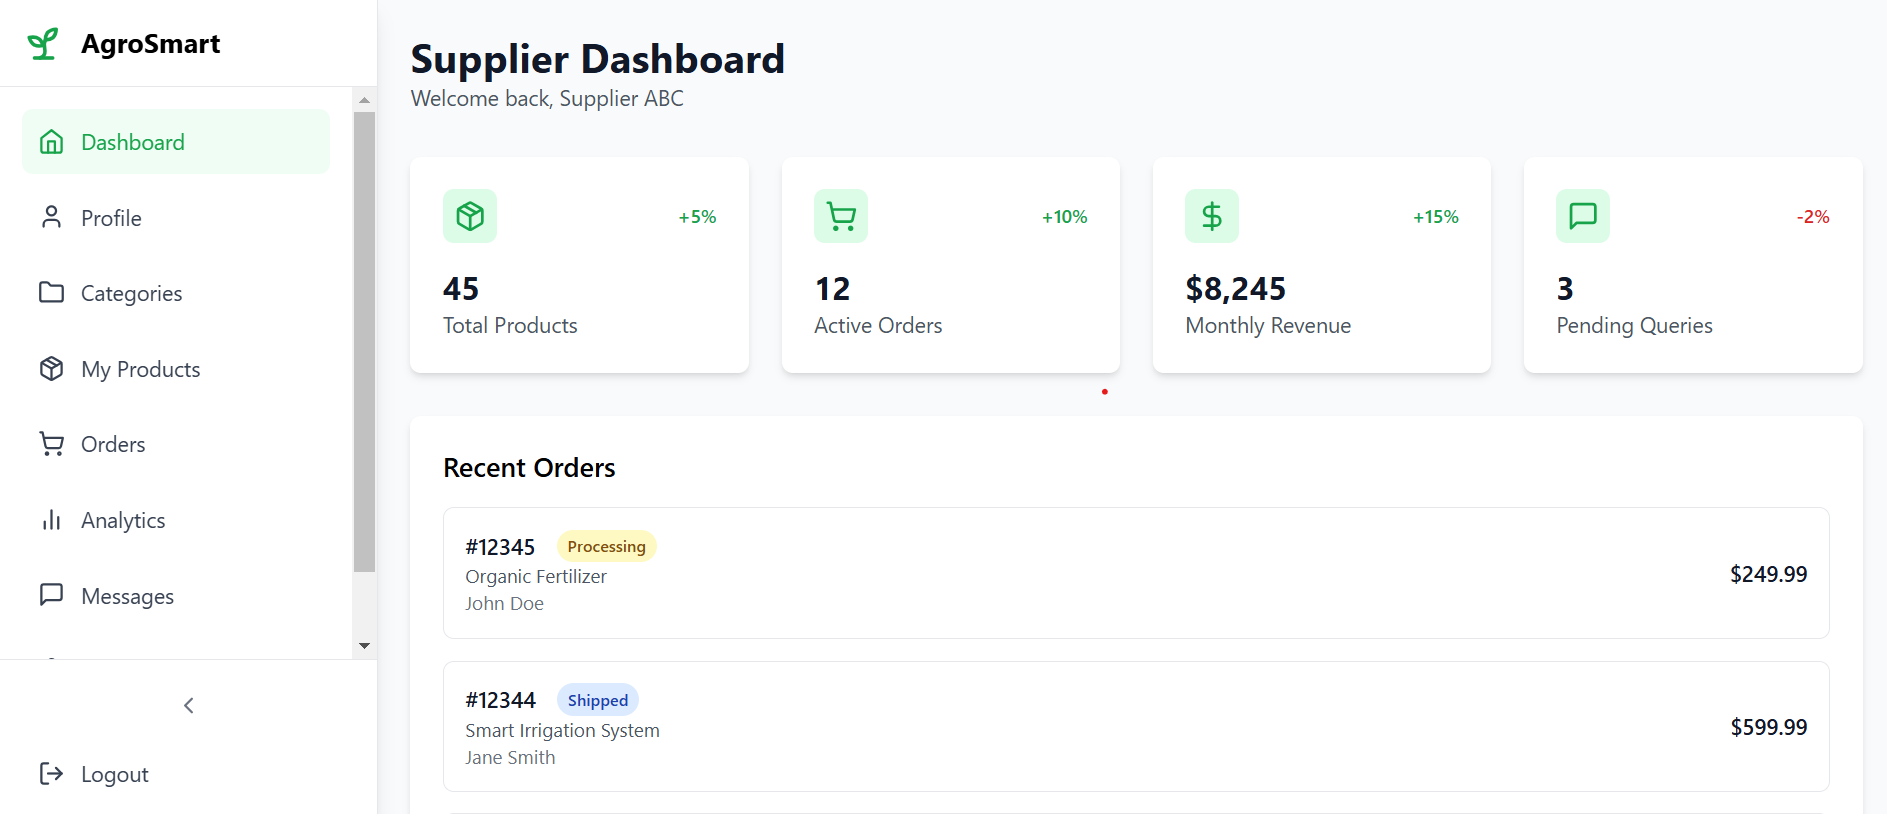 AgroSmart
Dashboard
Profile
Categories
My Products
Orders
Analytics
Messages
Logout
Supplier Dashboard
Welcome back, Supplier ABC
+5%
45
Total Products
+10%
12
Active Orders
+15%
$8,245
Monthly Revenue
-2%
3
Pending Queries
Recent Orders
#12345 Processing
Organic Fertilizer
John Doe
$249.99
#12344 Shipped
Smart Irrigation System
Jane Smith
$599.99